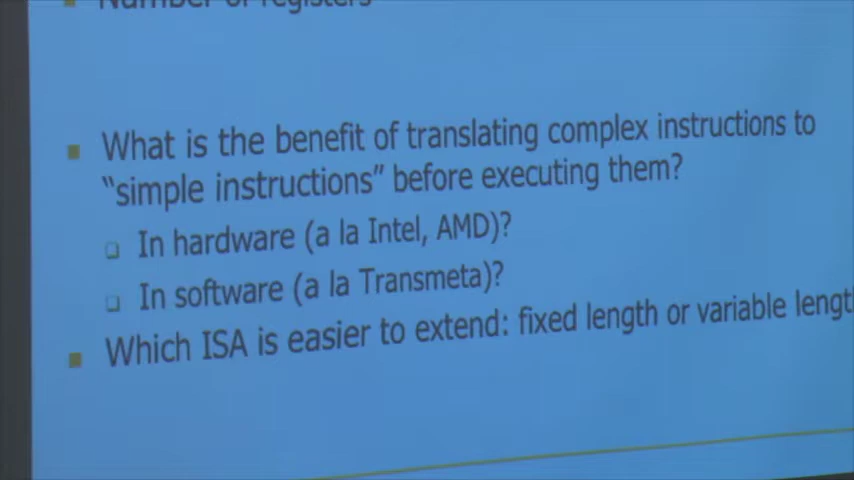 Number of registers
What is the benefit of translating complex instructions to
“simple instructions” before executing them?
In hardware (a la Intel, AMD)?
In software (a la Transmeta)?
Which ISA is easier to extend: fixed length or variable lengt